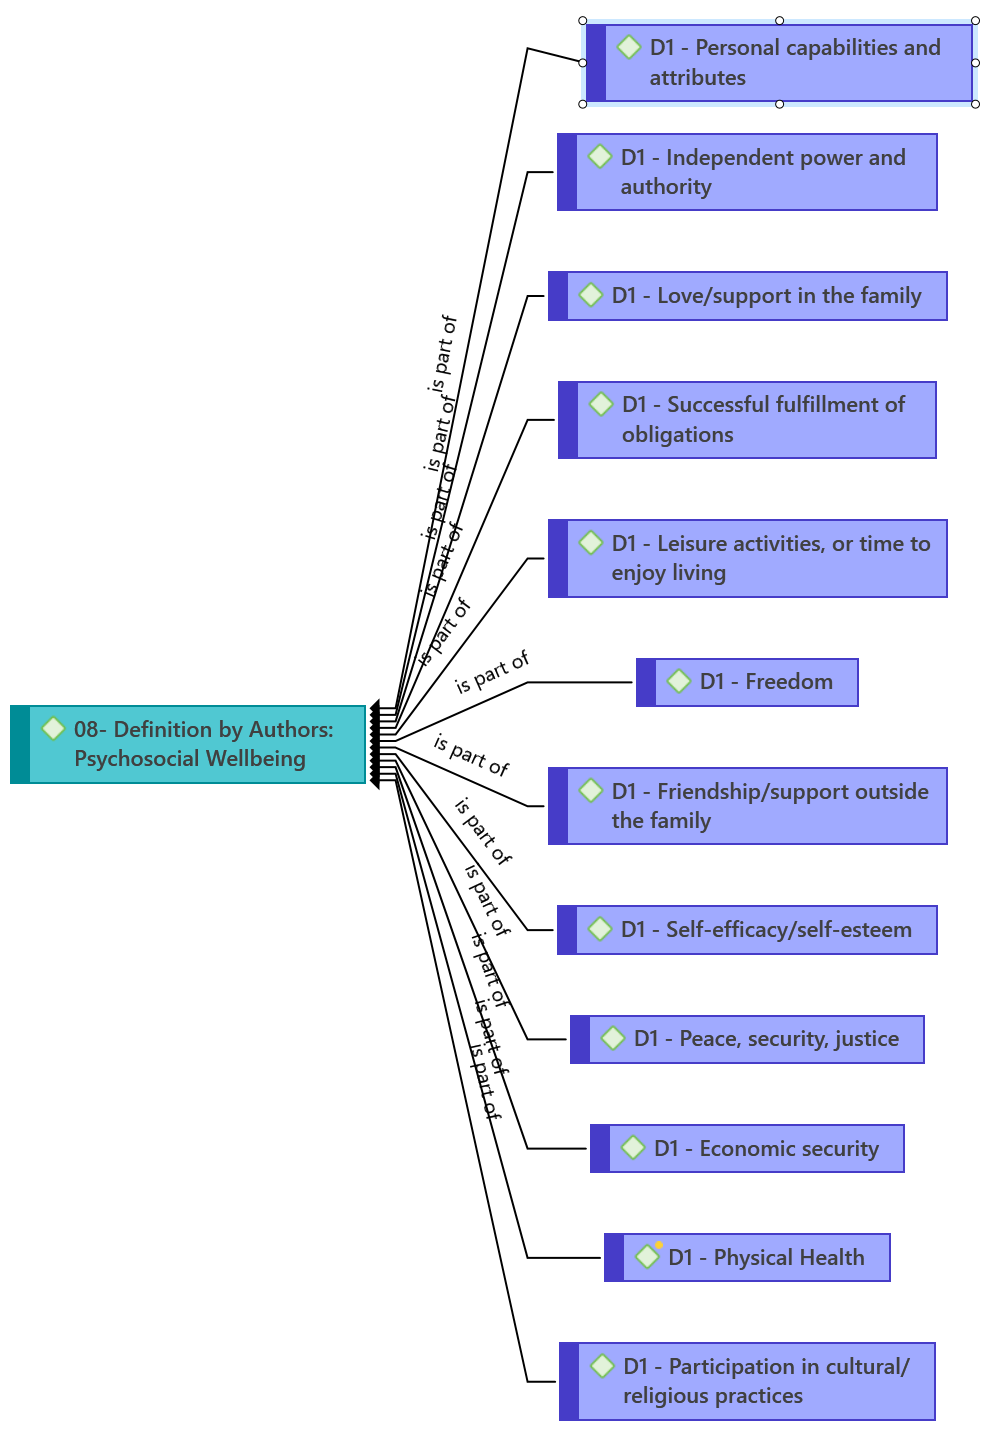 D1 - Personal capabilities and
attributes
D1 - Independent power and
authority
D1 - Love/support in the family
D1 - Successful fulfillment of
obligations
D1 - Leisure activities, or time to
enjoy living
D1 - Freedom
08- Definition by Authors:
Psychosocial Wellbeing
D1 - Friendship/support outside
the family
D1 - Self-efficacy/self-esteem
D1 - Peace, security, justice
D1 - Economic security
D1 - Physical Health
D1 - Participation in cultural/
religious practices
is part of
is part of
is part of
is part of
is part of
is part of
is part of
is part of
is part of
is part of
is part of
is part of